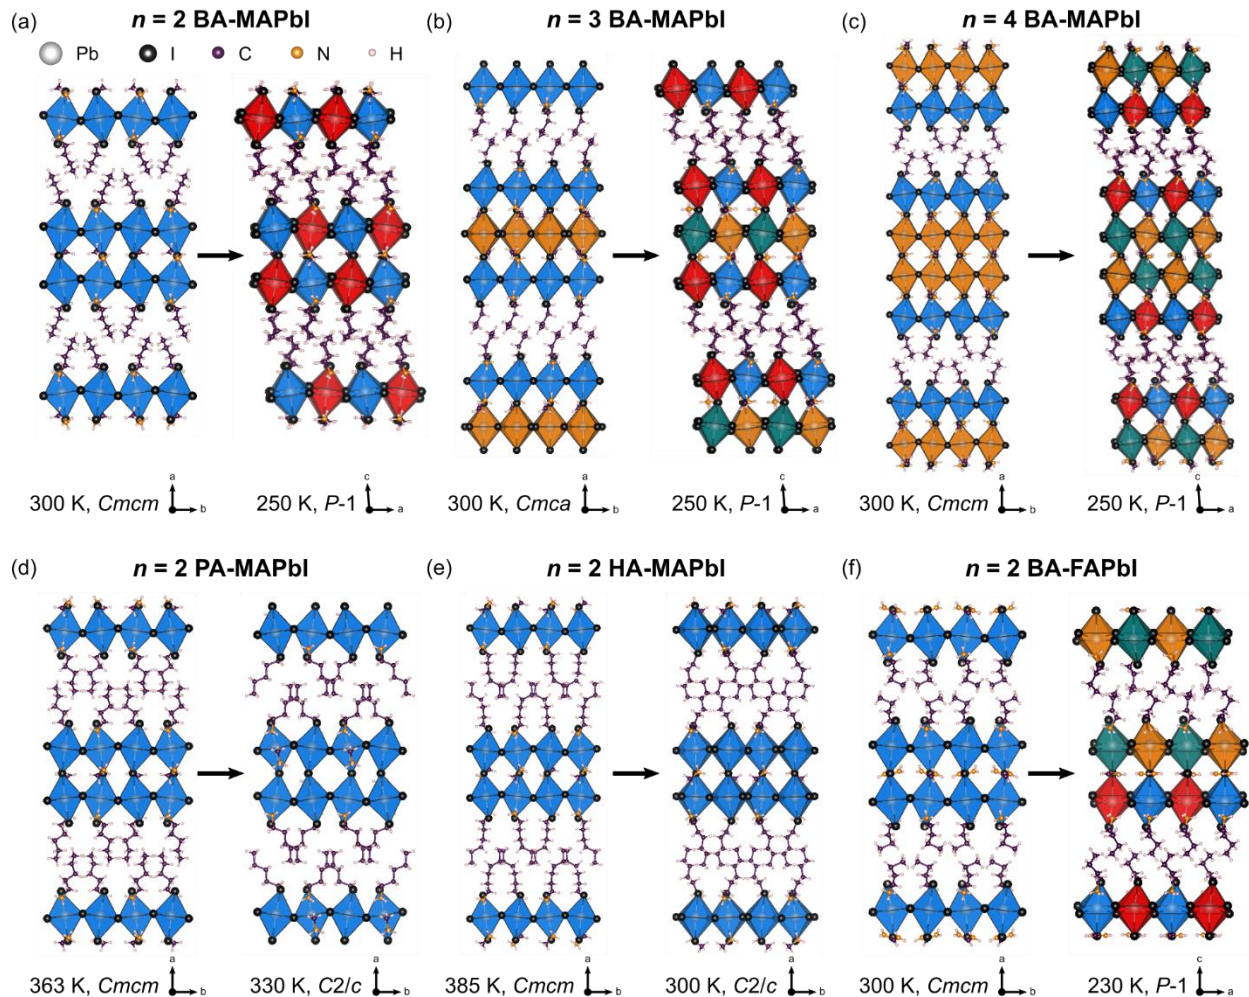 (a) n = 2 BA-MAPbI
Pb I C N H
300 K, Cmcm
a
b
250 K, P-1
c
a
(b) n = 3 BA-MAPbI
300 K, Cmca
a
b
250 K, P-1
c
a
(c) n = 4 BA-MAPbI
300 K, Cmcm
a
b
250 K, P-1
c
a
(d) n = 2 PA-MAPbI
363 K, Cmcm
a
b
330 K, C2/c
a
b
(e) n = 2 HA-MAPbI
385 K, Cmcm
a
b
300 K, C2/c
a
b
(f) n = 2 BA-FAPbI
300 K, Cmcm
a
b
230 K, P-1
c
a